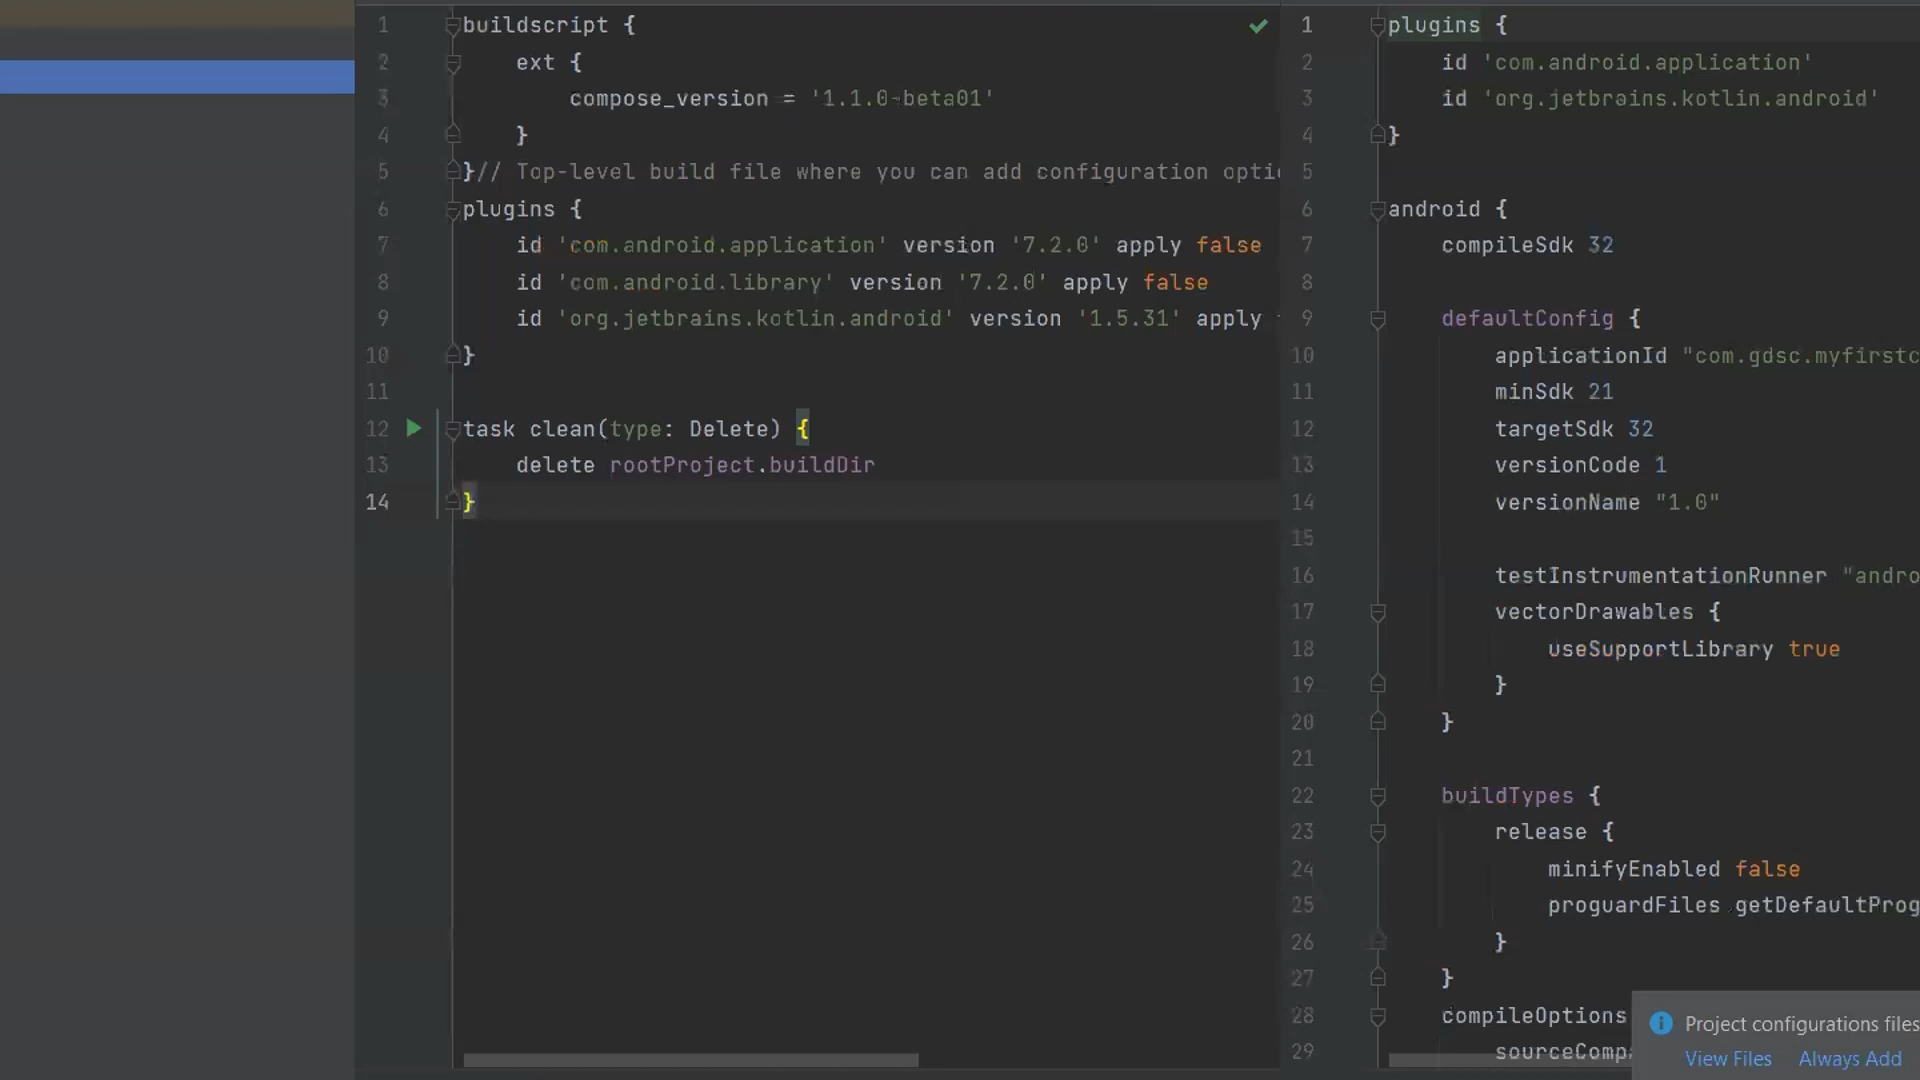 1 buildscript {
2 ext {
3 compose_version = '1.1.0-beta01'
4 }
5 }// Top-level build file where you can add configuration optio
6 plugins {
7 id 'com.android.application' version '7.2.0' apply false
8 id 'com.android.library' version '7.2.0' apply false
9 id 'org.jetbrains.kotlin.android' version '1.5.31' apply
10 }
11
12 task clean(type: Delete) {
13 delete rootProject.buildDir
14 }
1 plugins {
2 id 'com.android.application'
3 id 'org.jetbrains.kotlin.android'
4 }
5
6 android {
7 compileSdk 32
8
9 defaultConfig {
10 applicationId "com.gdsc.myfirstc
11 minSdk 21
12 targetSdk 32
13 versionCode 1
14 versionName "1.0"
15
16 testInstrumentationRunner "andro
17 vectorDrawables {
18 useSupportLibrary true
19 }
20 }
21
22 buildTypes {
23 release {
24 minifyEnabled false
25 proguardFiles getDefaultProg
26 }
27 }
28 compileOptions
29 sourceComp
Project configurations files
View Files Always Add